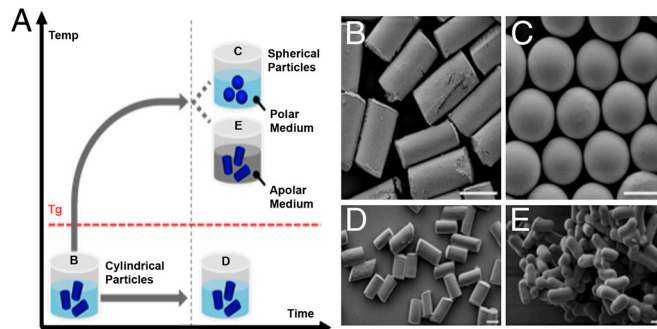 A
Temp
C
Spherical
Particles
Polar
Medium
E
Apolar
Medium
Tg
B
Cylindrical
Particles
D
Time
B
C
D
E